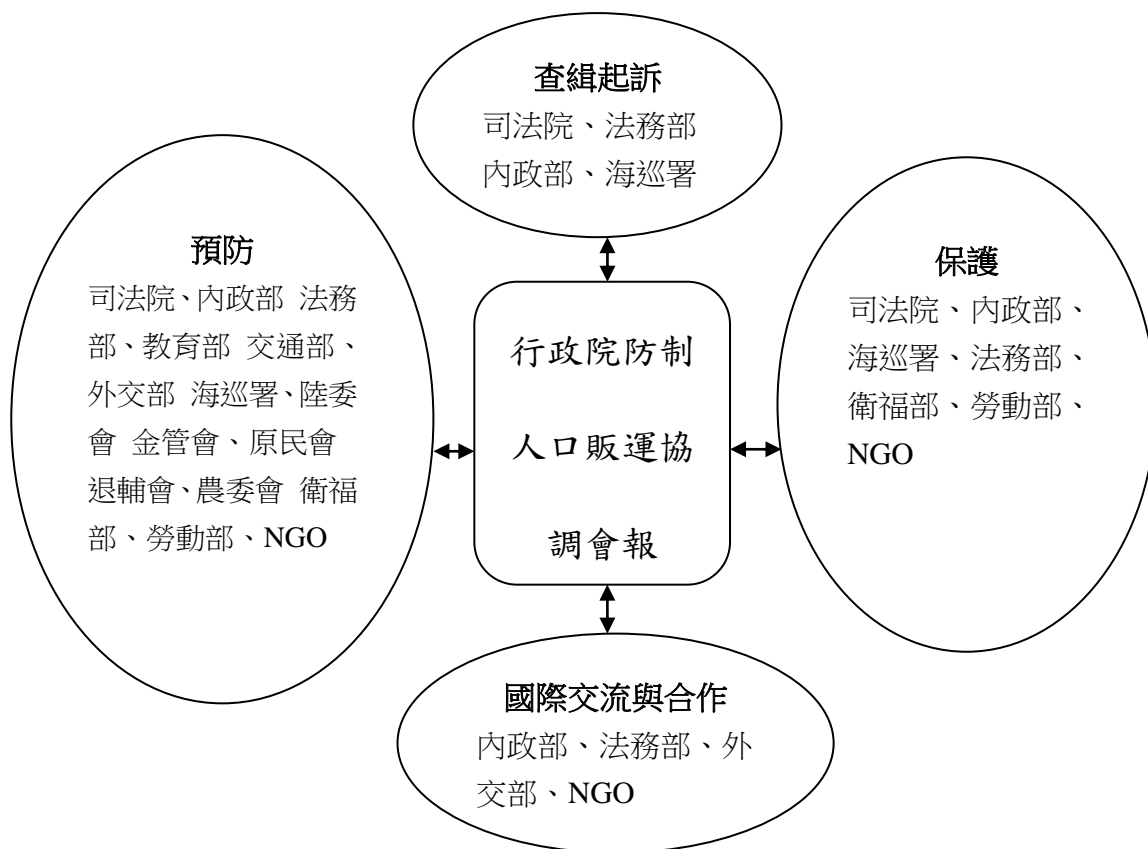 查緝起訴
司法院、法務部
內政部、海巡署
預防
司法院、內政部 法務
部、教育部 交通部、
外交部 海巡署、陸委
會 金管會、原民會
退輔會、農委會 衛福
部、勞動部、NGO
行政院防制
人口販運協
調會報
保護
司法院、內政部、
海巡署、法務部、
衛福部、勞動部、
NGO
國際交流與合作
內政部、法務部、外
交部、NGO